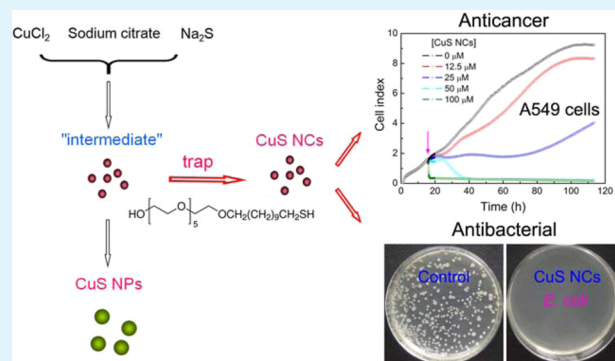 CuCl2 Sodium citrate Na2S
"intermediate"
trap
CuS NCs
HO(~O)5~OCH2(CH2)9CH2SH
CuS NPs
Anticancer
[CuS NCs]
0 μM
12.5 μM
25 μM
50 μM
100 μM
A549 cells
Cell index
10
8
6
4
2
0
0 20 40 60 80 100 120
Time (h)
Antibacterial
Control
CuS NCs
E. coli